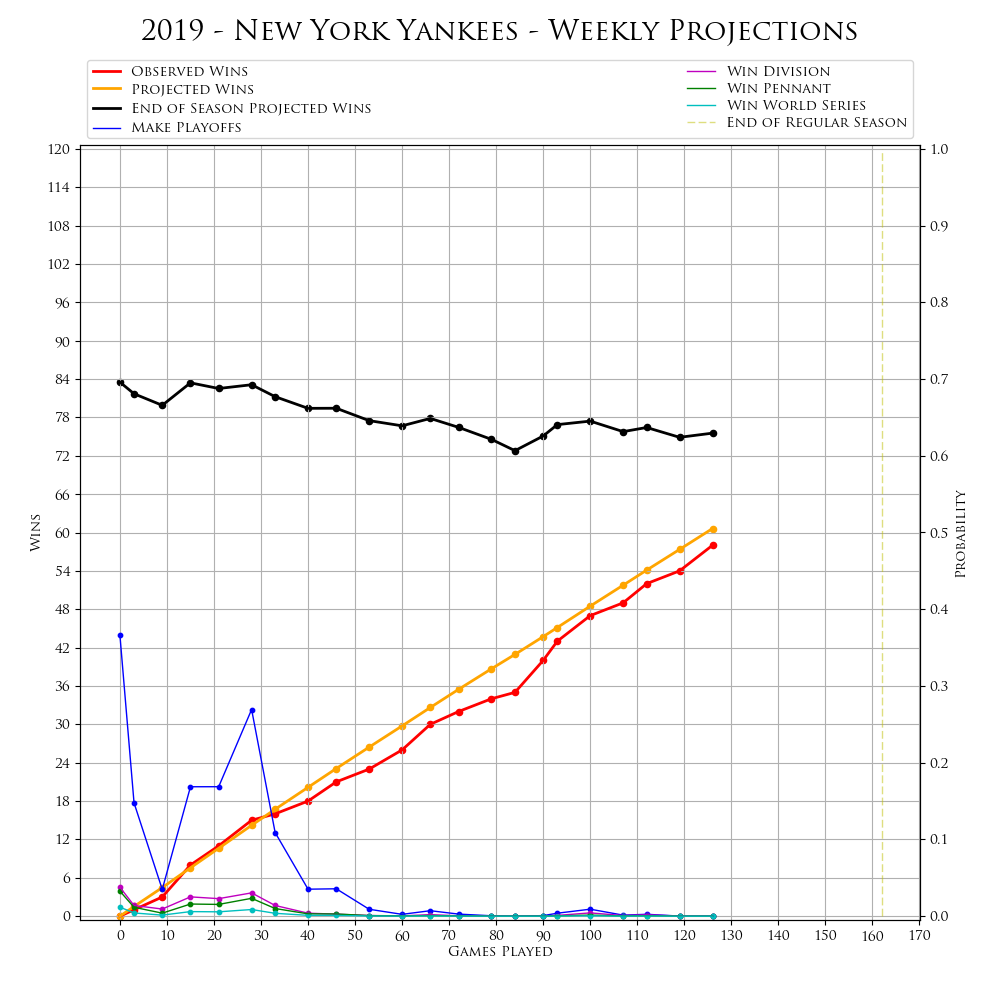 2019 - New York Yankees - Weekly Projections
Observed Wins
Projected Wins
End of Season Projected Wins
Make Playoffs
Win Division
Win Pennant
Win World Series
End of Regular Season
120
114
108
102
96
90
84
78
72
66
60
54
48
42
36
30
24
18
12
6
0
Wins
1.0
0.9
0.8
0.7
0.6
0.5
0.4
0.3
0.2
0.1
0.0
Probability
0 10 20 30 40 50 60 70 80 90 100 110 120 130 140 150 160 170
Games Played